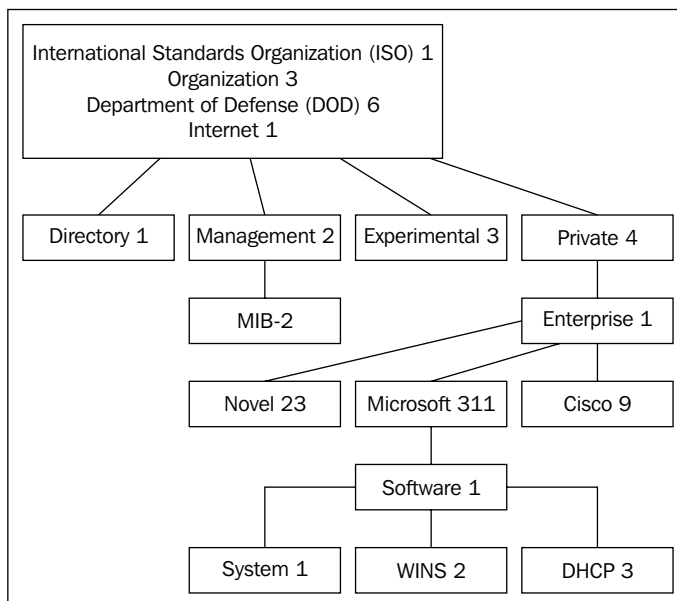 International Standards Organization (ISO) 1
Organization 3
Department of Defense (DOD) 6
Internet 1
Directory 1
Management 2
Experimental 3
Private 4
MIB-2
Enterprise 1
Novel 23
Microsoft 311
Cisco 9
Software 1
System 1
WINS 2
DHCP 3